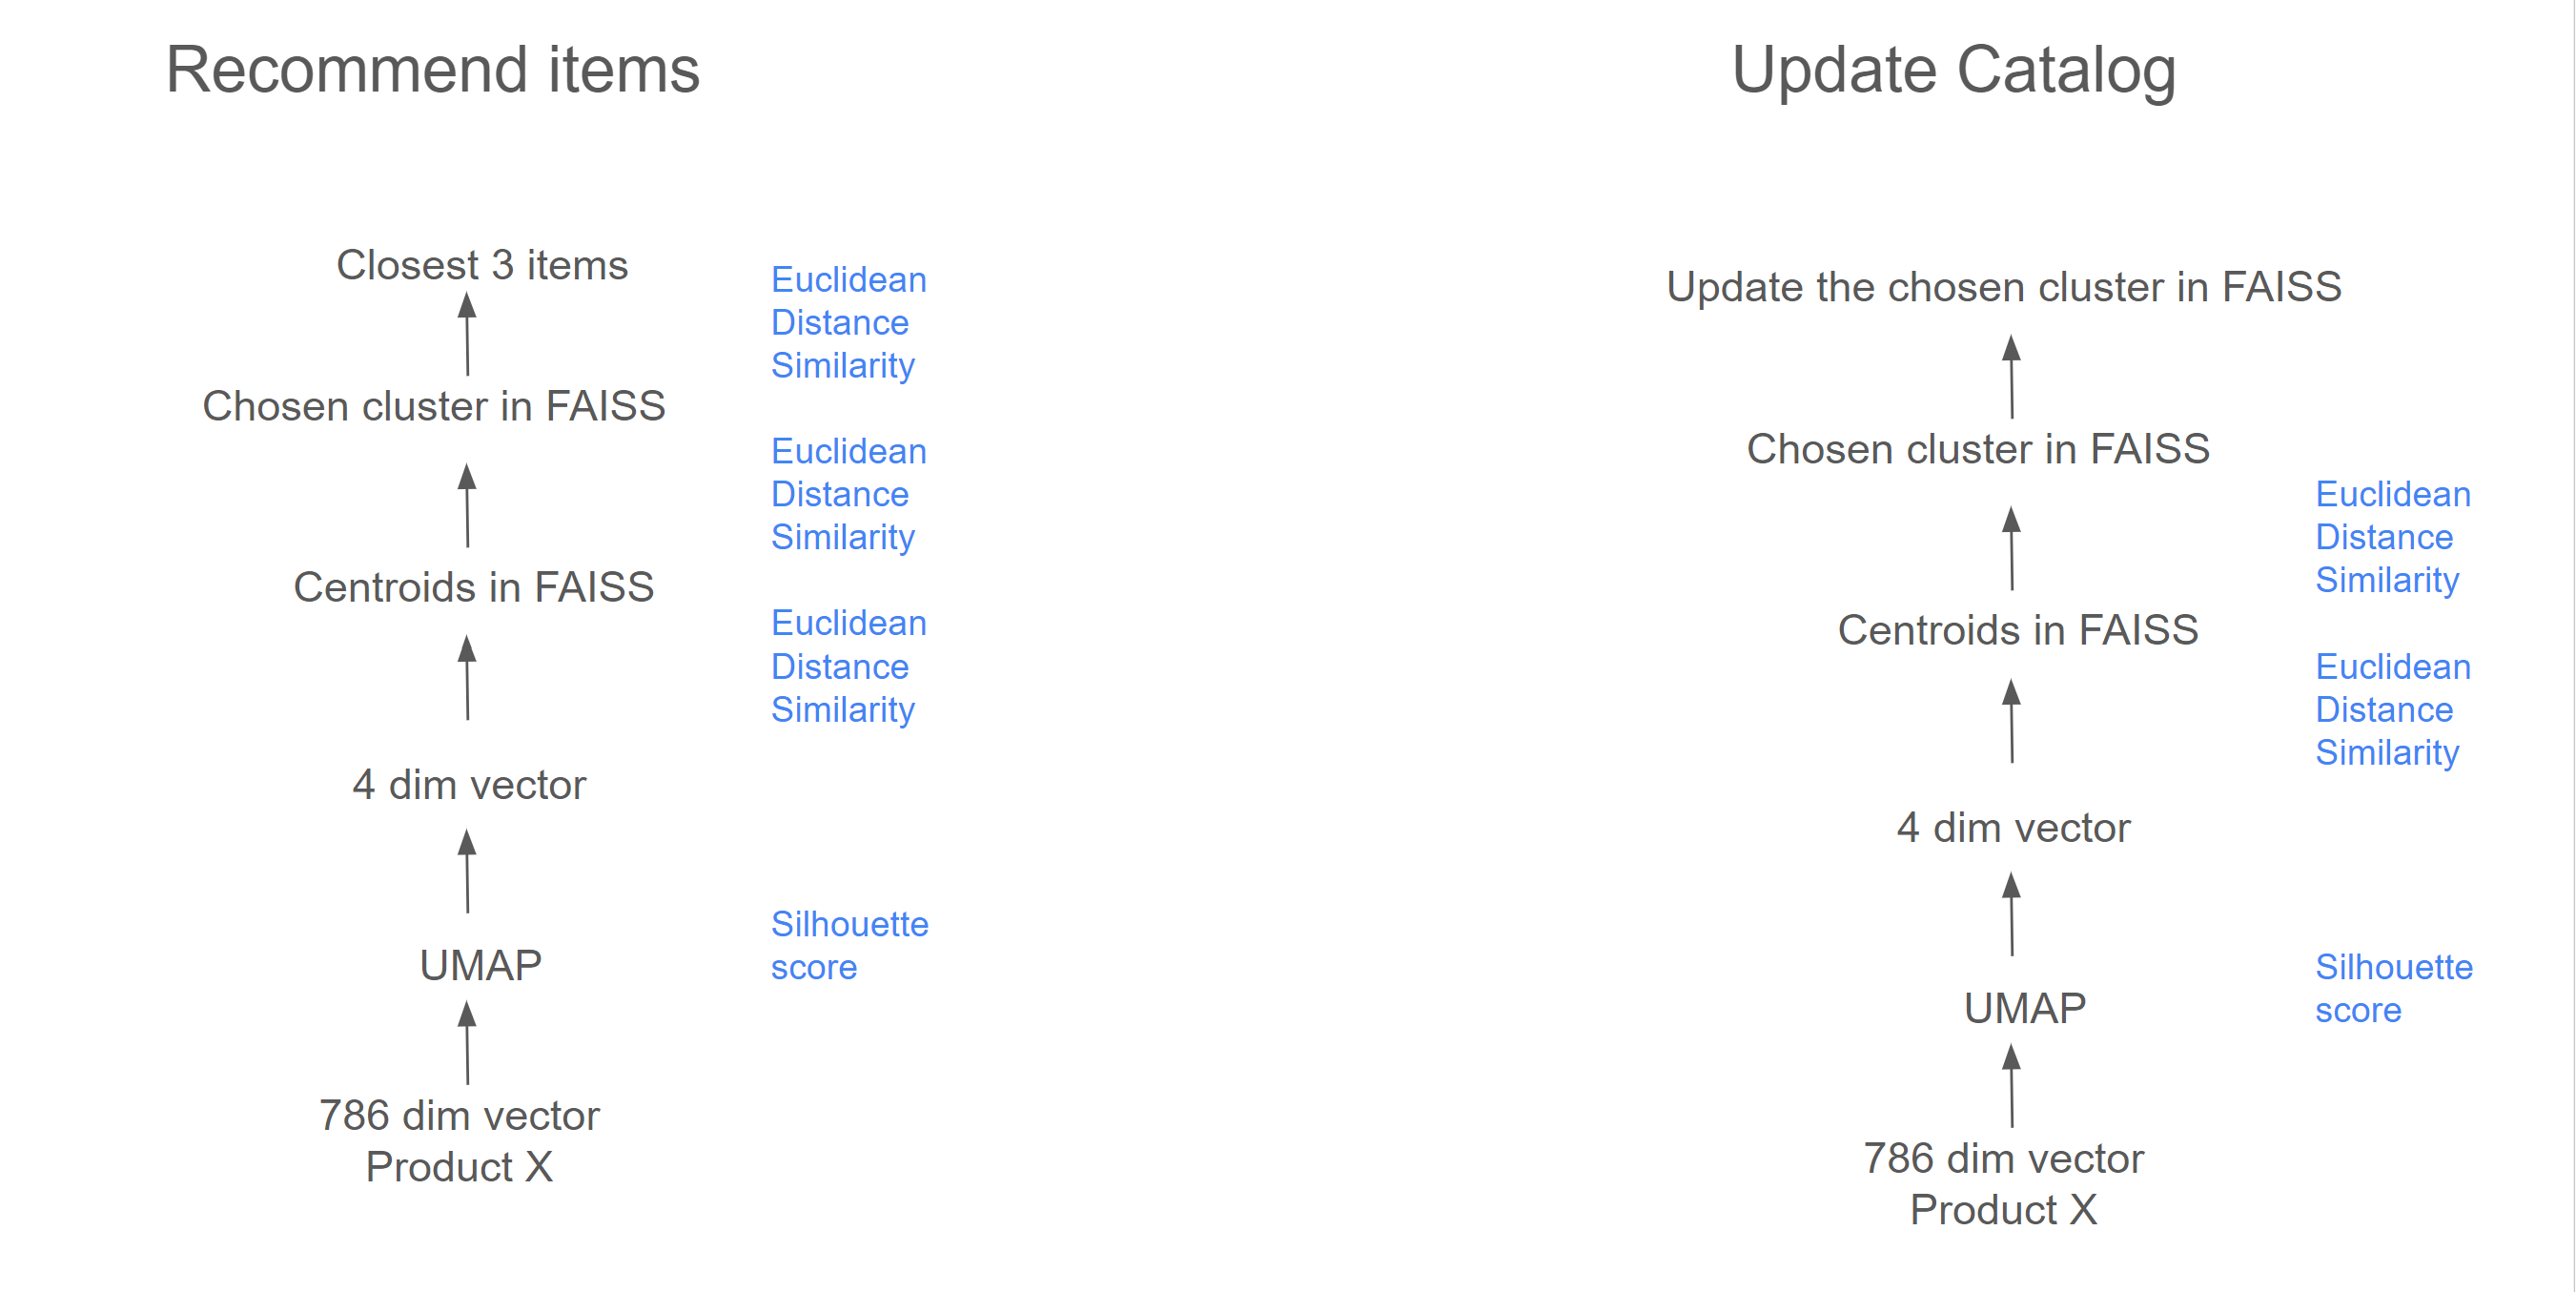 Recommend items
Closest 3 items
Euclidean
Distance
Similarity
Chosen cluster in FAISS
Euclidean
Distance
Similarity
Centroids in FAISS
Euclidean
Distance
Similarity
4 dim vector
Silhouette
score
UMAP
786 dim vector
Product X
Update Catalog
Update the chosen cluster in FAISS
Chosen cluster in FAISS
Euclidean
Distance
Similarity
Centroids in FAISS
Euclidean
Distance
Similarity
4 dim vector
Silhouette
score
UMAP
786 dim vector
Product X